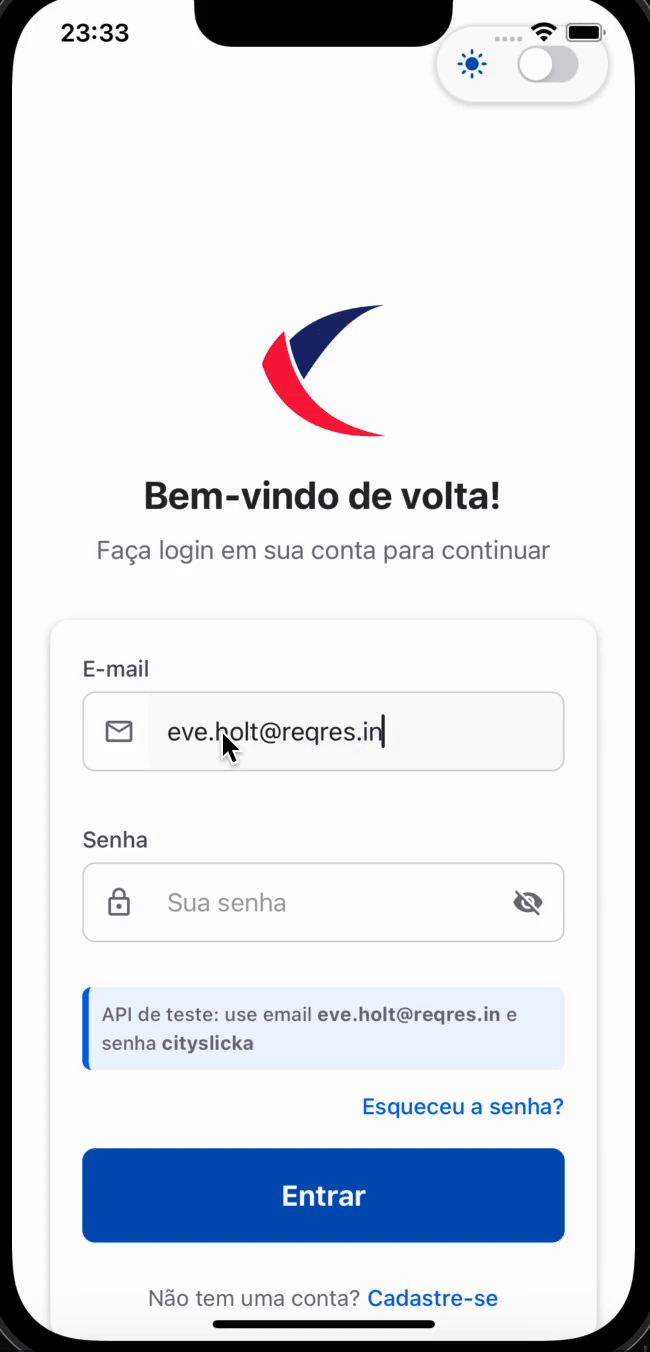 23:33
Bem-vindo de volta!
Faça login em sua conta para continuar
E-mail
eve.holt@reqres.in
Senha
Sua senha
API de teste: use email eve.holt@reqres.in e
senha cityslicka
Esqueceu a senha?
Entrar
Não tem uma conta? Cadastre-se